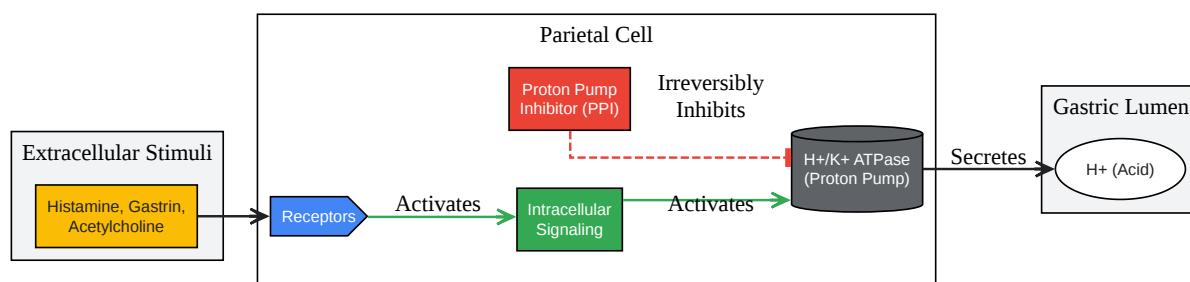 Parietal Cell
Extracellular Stimuli
Histamine, Gastrin,
Acetylcholine
Receptors
Activates
Intracellular
Signaling
Activates
Proton Pump
Inhibitor (PPI)
Irreversibly
Inhibits
H+/K+ ATPase
(Proton Pump)
Secretes
Gastric Lumen
H+ (Acid)